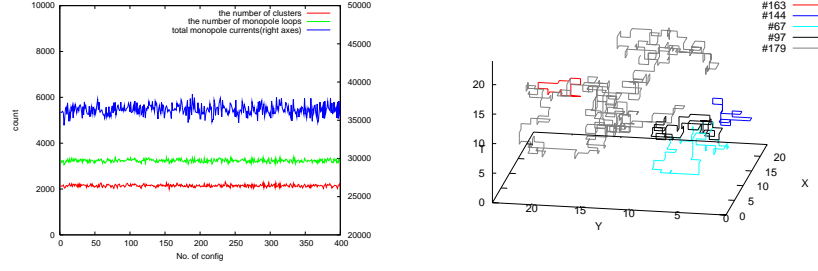 the number of clusters
the number of monopole loops
total monopole currents(right axes)
10000
8000
6000
4000
2000
0
count
50000
45000
40000
35000
30000
25000
20000
0 50 100 150 200 250 300 350 400
No. of config
#163
#144
#67
#97
#179
20
15
10
5
0
T
20 15 10 5 0
Y
0
5
10
15
20
X